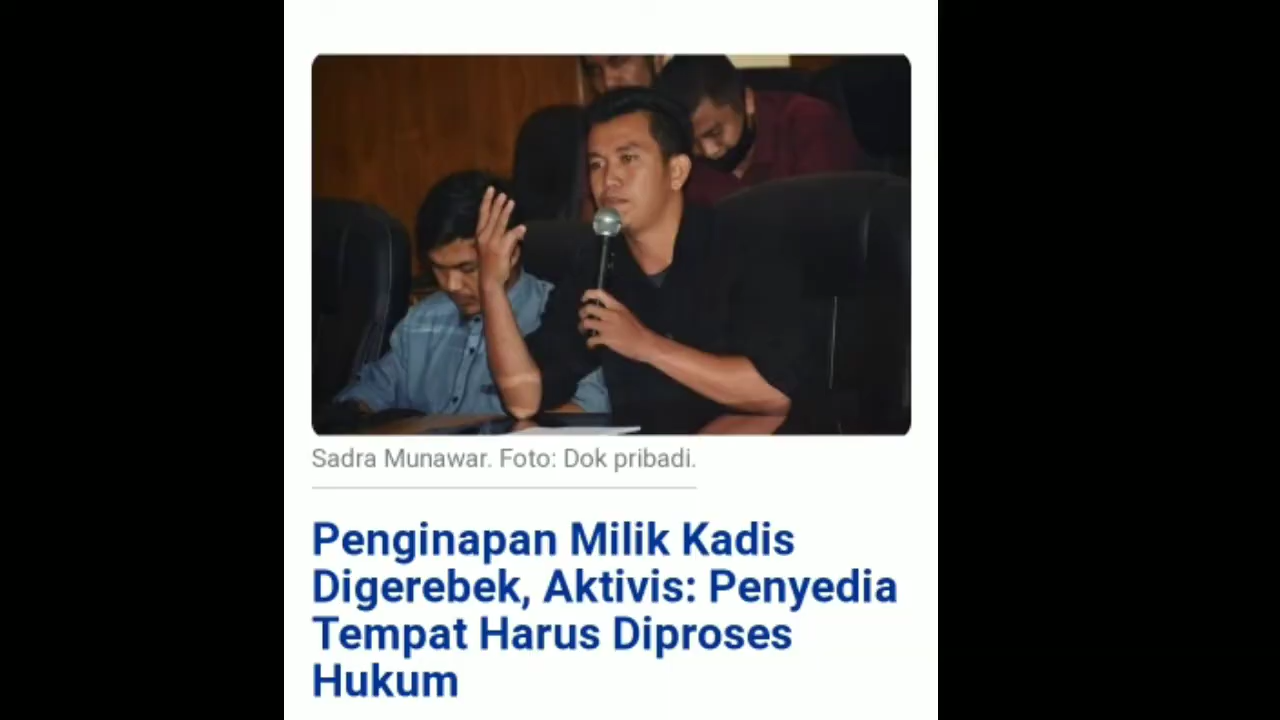 Sadra Munawar. Foto: Dok pribadi.
Penginapan Milik Kadis
Digerebek, Aktivis: Penyedia
Tempat Harus Diproses
Hukum